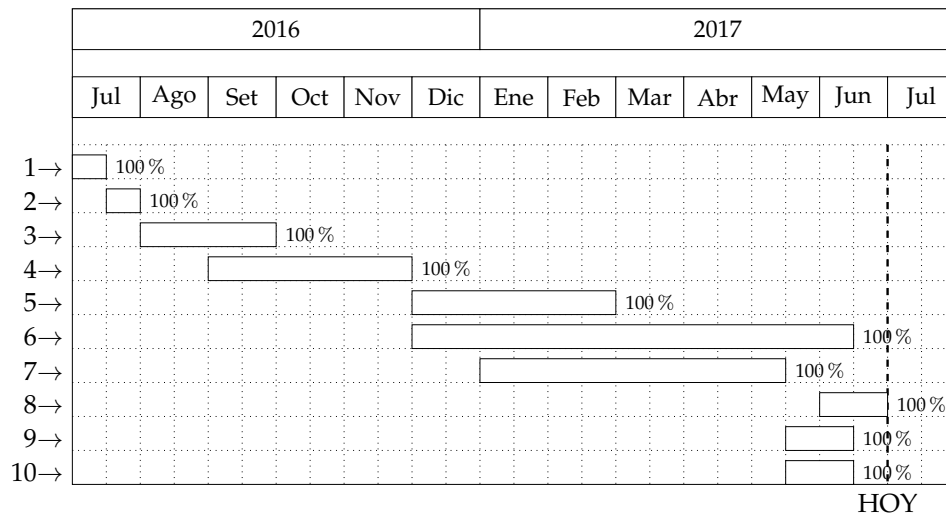 2016 2017
Jul Ago Set Oct Nov Dic Ene Feb Mar Abr May Jun Jul
1→ 100 %
2→ 100 %
3→ 100 %
4→ 100 %
5→ 100 %
6→ 100 %
7→ 100 %
8→ 100 %
9→ 100 %
10→ 100 %
HOY